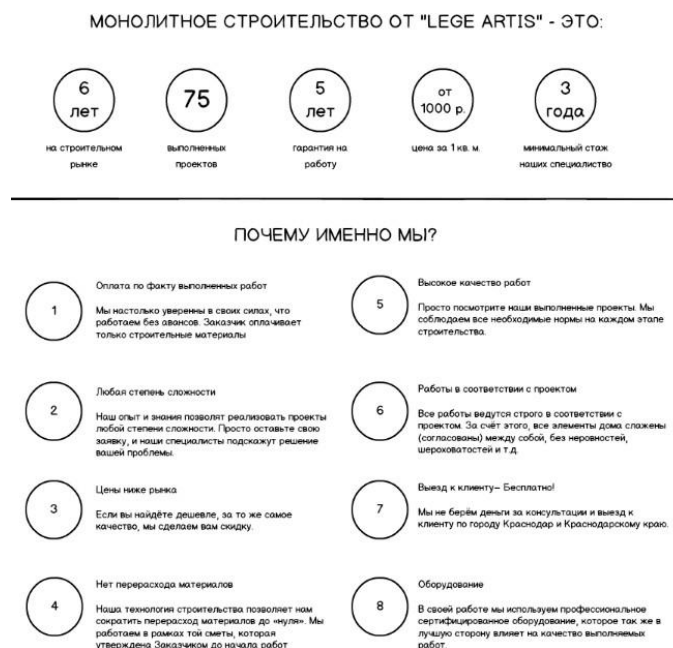 МОНОЛИТНОЕ СТРОИТЕЛЬСТВО ОТ "LEGE ARTIS" - ЭТО:
6
лет
на строительном
рынке
75
выполненных
проектов
5
лет
гарантия на
работу
от
1000 р.
цена за 1 кв. м.
3
года
минимальный стаж
наших специалиство
ПОЧЕМУ ИМЕННО МЫ?
1
Оплата по факту выполненных работ
Мы настолько уверенны в своих силах, что
работаем без авансов. Заказчик оплачивает
только строительные материалы
2
Любая степень сложности
Наш опыт и знания позволят реализовать проекты
любой степени сложности. Просто оставьте свою
заявку, и наши специалисты подскажут решение
вашей проблемы.
3
Цены ниже рынка
Если вы найдёте дешевле, за то же самое
качество, мы сделаем вам скидку.
4
Нет перерасхода материалов
Наша технология строительства позволяет нам
сократить перерасход материалов до «нуля». Мы
работаем в рамках той сметы, которая
утверждена Заказчиком до начала работ
5
Высокое качество работ
Просто посмотрите наши выполненные проекты. Мы
соблюдаем все необходимые нормы на каждом этапе
строительства.
6
Работы в соответствии с проектом
Все работы ведутся строго в соответствии с
проектом. За счёт этого, все элементы дома слажены
(согласованы) между собой, без неровностей,
шероховатостей и т.д.
7
Выезд к клиенту– Бесплатно!
Мы не берём деньги за консультации и выезд к
клиенту по городу Краснодар и Краснодарскому краю.
8
Оборудование
В своей работе мы используем профессиональное
сертифицированное оборудование, которое так же в
лучшую сторону влияет на качество выполняемых
работ.